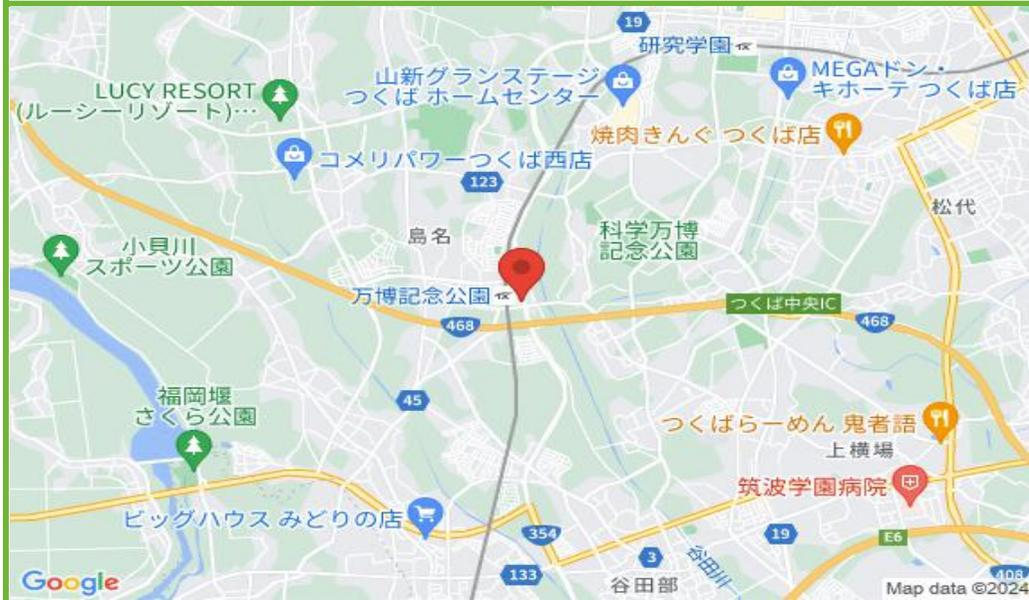 19
研究学園
LUCY RESORT
(ルーシーリゾート)…
山新グランステージ
つくば ホームセンター
MEGAドン・
キホーテ つくば店
焼肉きんぐ つくば店
コメリパワーつくば西店
123
松代
島名
科学万博
記念公園
小貝川
スポーツ公園
万博記念公園
つくば中央IC
468
468
福岡堰
さくら公園
45
つくばらーめん 鬼者語
上横場
筑波学園病院
ビッグハウス みどりの店
354
19
E6
3
谷田川
133
谷田部
408
Google
Map data ©2024